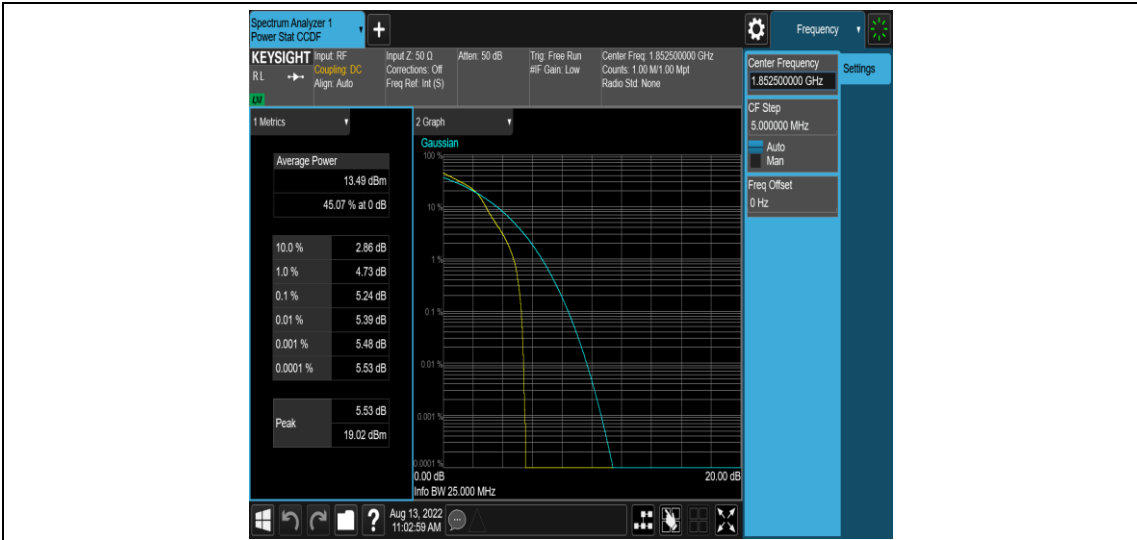 Spectrum Analyzer 1
Power Stat CCDF
Frequency
KEYSIGHT
R L
LXI
Input: RF
Coupling: DC
Align: Auto
Input Z: 50 Ω
Corrections: Off
Freq Ref: Int (S)
Atten: 50 dB
Trig: Free Run
#IF Gain: Low
Center Freq: 1.852500000 GHz
Counts: 1.00 M/1.00 Mpt
Radio Std: None
Center Frequency
1.852500000 GHz
Settings
CF Step
5.000000 MHz
Auto
Man
Freq Offset
0 Hz
1 Metrics
Average Power
13.49 dBm
45.07 % at 0 dB
10.0 % 2.86 dB
1.0 % 4.73 dB
0.1 % 5.24 dB
0.01 % 5.39 dB
0.001 % 5.48 dB
0.0001 % 5.53 dB
Peak
5.53 dB
19.02 dBm
2 Graph
Gaussian
100 %
10 %
1 %
0.1 %
0.01 %
0.001 %
0.0001 %
0.00 dB 20.00 dB
Info BW 25.000 MHz
?
Aug 13, 2022
11:02:59 AM